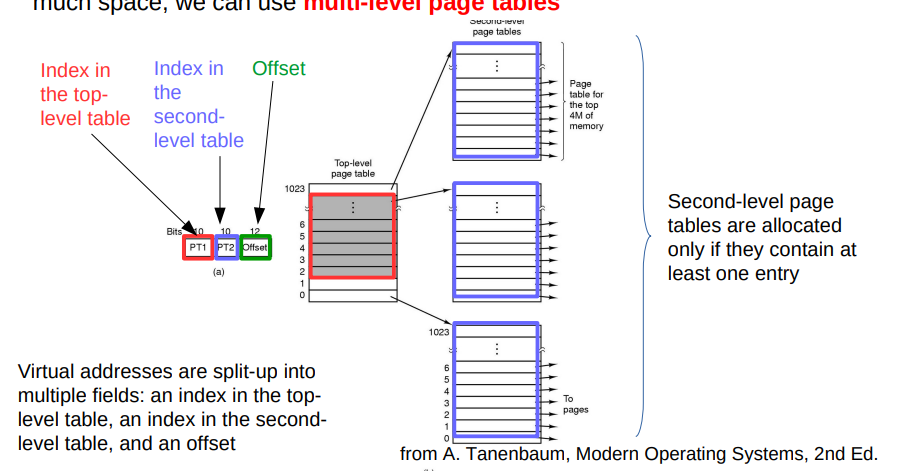 much space, we can use multi-level page tables
Index in
the top-
level table
Index in
the
second-
level table
Offset
Bits 10 10 12
PT1 PT2 Offset
(a)
Top-level
page table
1023
6
5
4
3
2
1
0
Second-level
page tables
Page
table for
the top
4M of
memory
1023
6
5
4
3
2
1
0
To
pages
Second-level page
tables are allocated
only if they contain at
least one entry
Virtual addresses are split-up into
multiple fields: an index in the top-
level table, an index in the second-
level table, and an offset
from A. Tanenbaum, Modern Operating Systems, 2nd Ed.